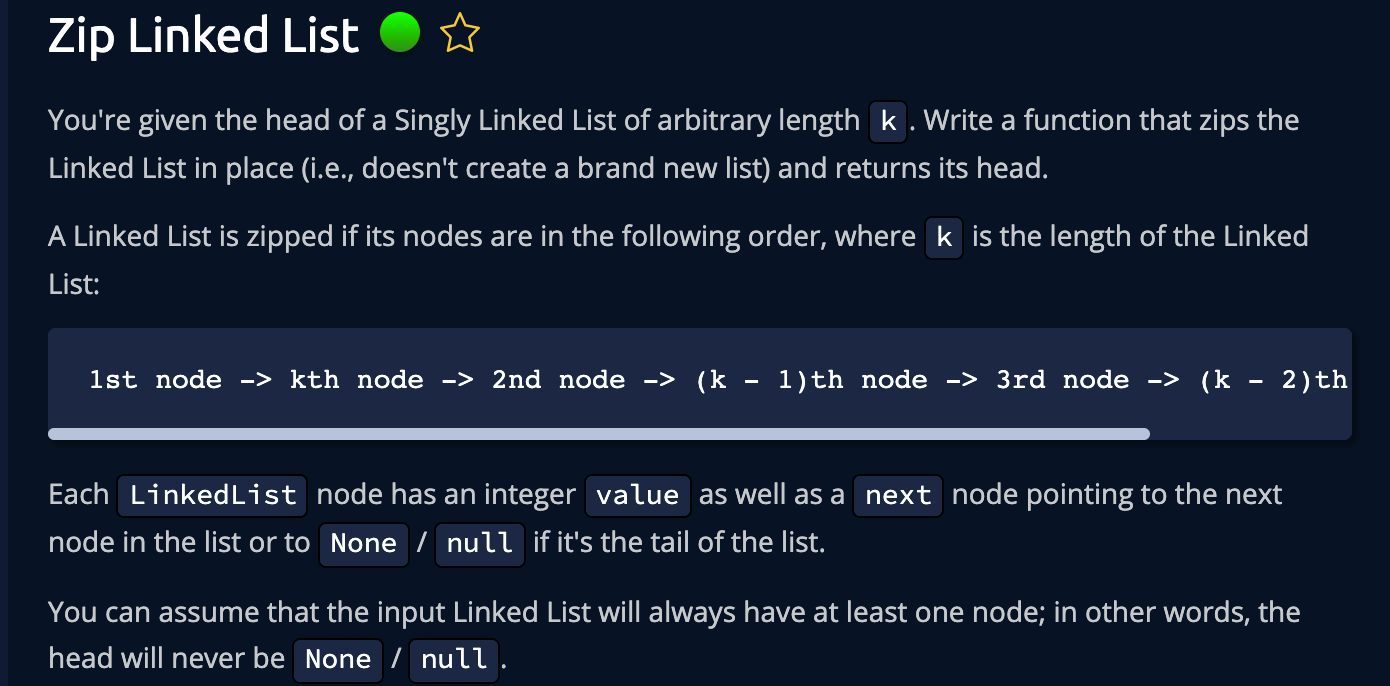 Zip Linked List
You're given the head of a Singly Linked List of arbitrary length k. Write a function that zips the
Linked List in place (i.e., doesn't create a brand new list) and returns its head.
A Linked List is zipped if its nodes are in the following order, where k is the length of the Linked
List:
1st node -> kth node -> 2nd node -> (k - 1)th node -> 3rd node -> (k - 2)th
Each LinkedList node has an integer value as well as a next node pointing to the next
node in the list or to None / null if it's the tail of the list.
You can assume that the input Linked List will always have at least one node; in other words, the
head will never be None / null.